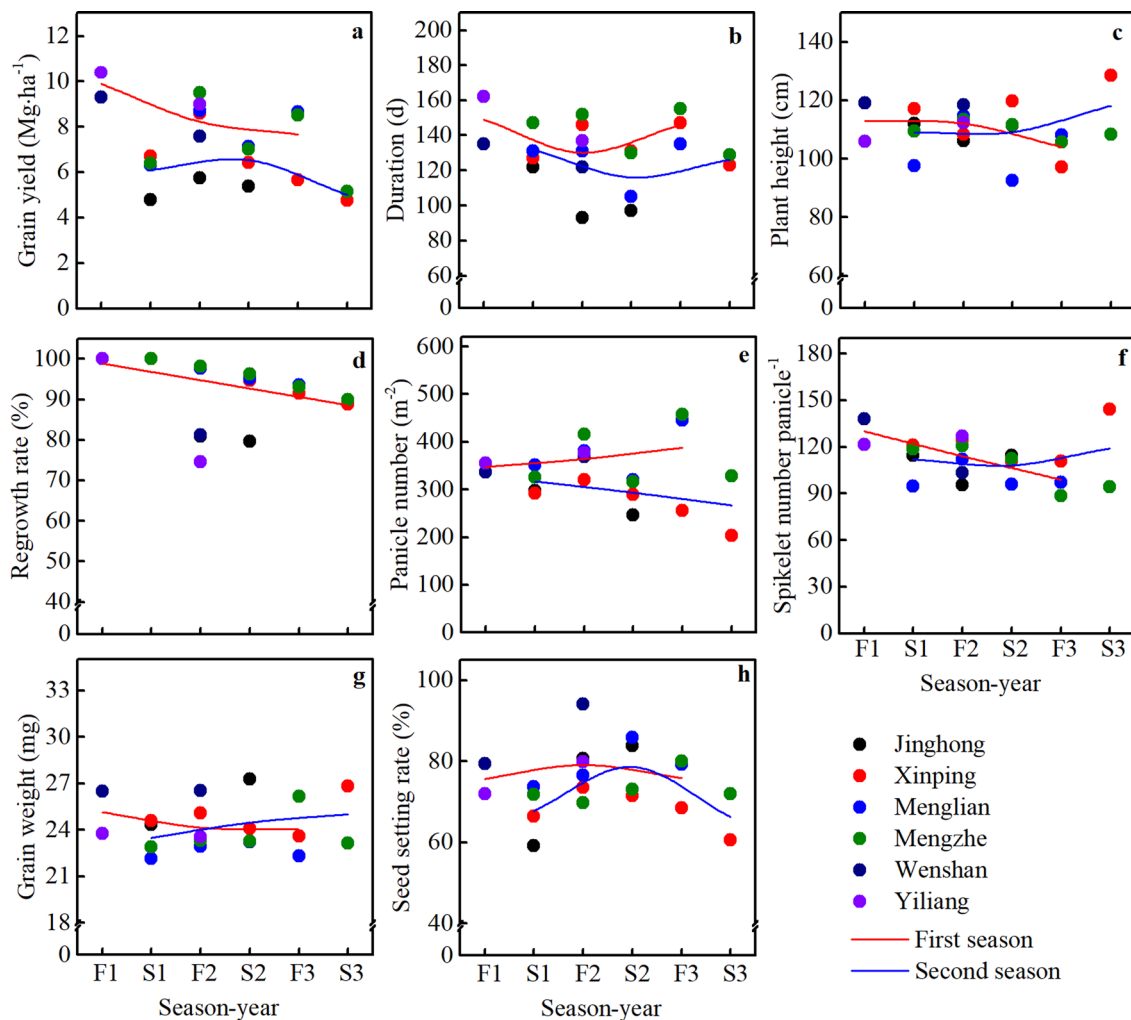 a
Grain yield (Mg·ha⁻¹)
12
10
8
6
4
2
0
b
Duration (d)
200
180
160
140
120
100
80
60
0
c
Plant height (cm)
140
120
100
80
60
0
d
Regrowth rate (%)
100
90
80
70
60
50
40
0
e
Panicle number (m⁻²)
600
500
400
300
200
100
0
f
Spikelet number panicle⁻¹
180
150
120
90
60
30
0
F1 S1 F2 S2 F3 S3
Season-year
g
Grain weight (mg)
33
30
27
24
21
18
0
F1 S1 F2 S2 F3 S3
Season-year
h
Seed setting rate (%)
100
80
60
40
0
F1 S1 F2 S2 F3 S3
Season-year
Jinghong
Xinping
Menglian
Mengzhe
Wenshan
Yiliang
First season
Second season